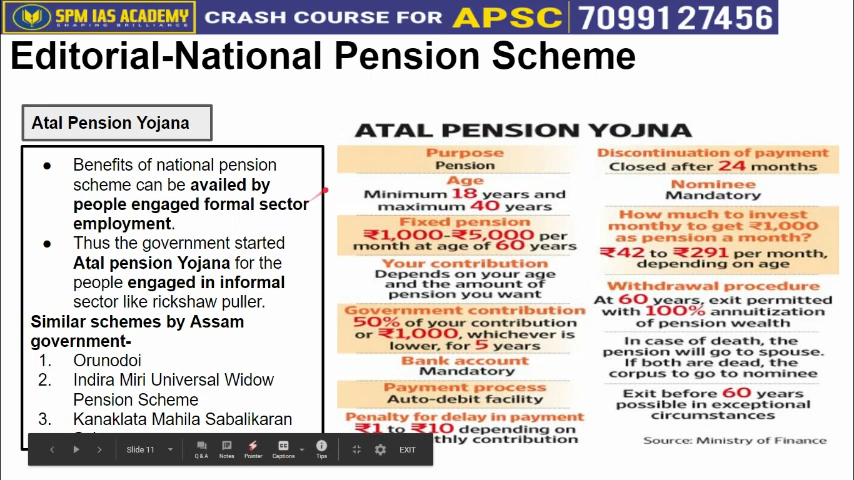 SPM IAS ACADEMY
SHAPING BRILLIANCE
CRASH COURSE FOR APSC 7099127456
Editorial-National Pension Scheme
Atal Pension Yojana
● Benefits of national pension
scheme can be availed by
people engaged formal sector
employment.
● Thus the government started
Atal pension Yojana for the
people engaged in informal
sector like rickshaw puller.
Similar schemes by Assam
government-
1. Orunodoi
2. Indira Miri Universal Widow
Pension Scheme
3. Kanaklata Mahila Sabalikaran
ATAL PENSION YOJNA
Purpose
Pension
Age
Minimum 18 years and
maximum 40 years
Fixed pension
₹1,000-₹5,000 per
month at age of 60 years
Your contribution
Depends on your age
and the amount of
pension you want
Government contribution
50% of your contribution
or ₹1,000, whichever is
lower, for 5 years
Bank account
Mandatory
Payment process
Auto-debit facility
Penalty for delay in payment
₹1 to ₹10 depending on
thly contribution
Discontinuation of payment
Closed after 24 months
Nominee
Mandatory
How much to invest
monthy to get ₹1,000
as pension a month?
₹42 to ₹291 per month,
depending on age
Withdrawal procedure
At 60 years, exit permitted
with 100% annuitization
of pension wealth
In case of death, the
pension will go to spouse.
If both are dead, the
corpus to go to nominee
Exit before 60 years
possible in exceptional
circumstances
Source: Ministry of Finance
Slide 11
Q & A
Notes
Pointer
Captions
Tips
EXIT